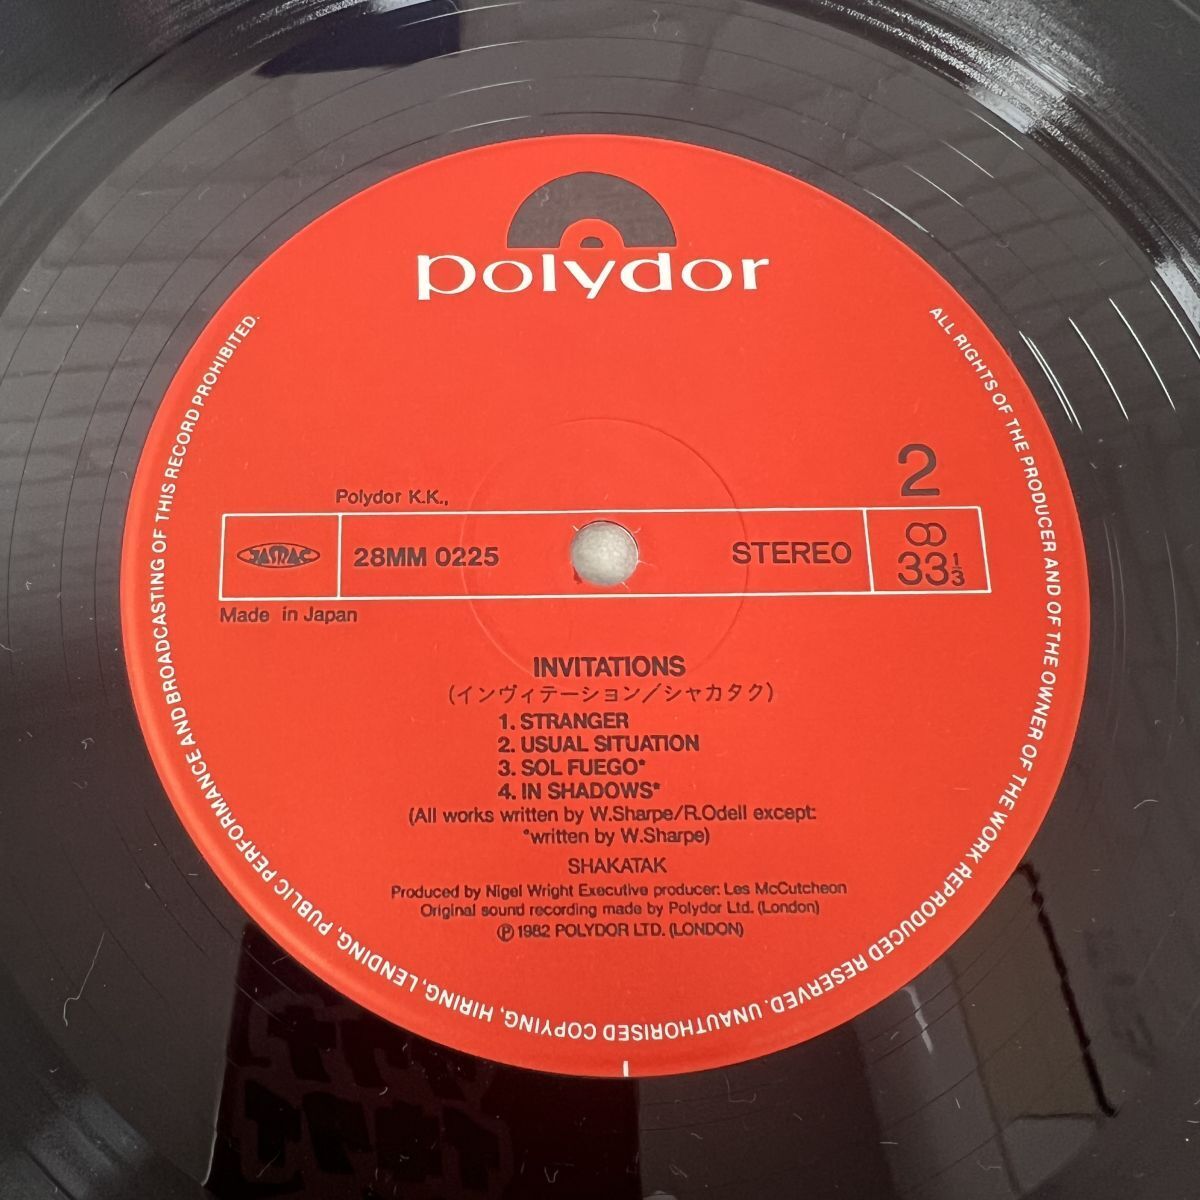 polydor
2
Polydor K.K.,
JASRAC
28MM 0225
STEREO
∞
33 1/3
Made in Japan
INVITATIONS
(インヴィテーション/シャカタク)
1. STRANGER
2. USUAL SITUATION
3. SOL FUEGO*
4. IN SHADOWS*
(All works written by W.Sharpe/R.Odell except:
*written by W.Sharpe)
SHAKATAK
Produced by Nigel Wright Executive producer: Les McCutcheon
Original sound recording made by Polydor Ltd. (London)
Ⓟ 1982 POLYDOR LTD. (LONDON)
ALL RIGHTS OF THE PRODUCER AND OF THE OWNER OF THE WORK REPRODUCED RESERVED. UNAUTHORISED COPYING, HIRING, LENDING, PUBLIC PERFORMANCE AND BROADCASTING OF THIS RECORD PROHIBITED.